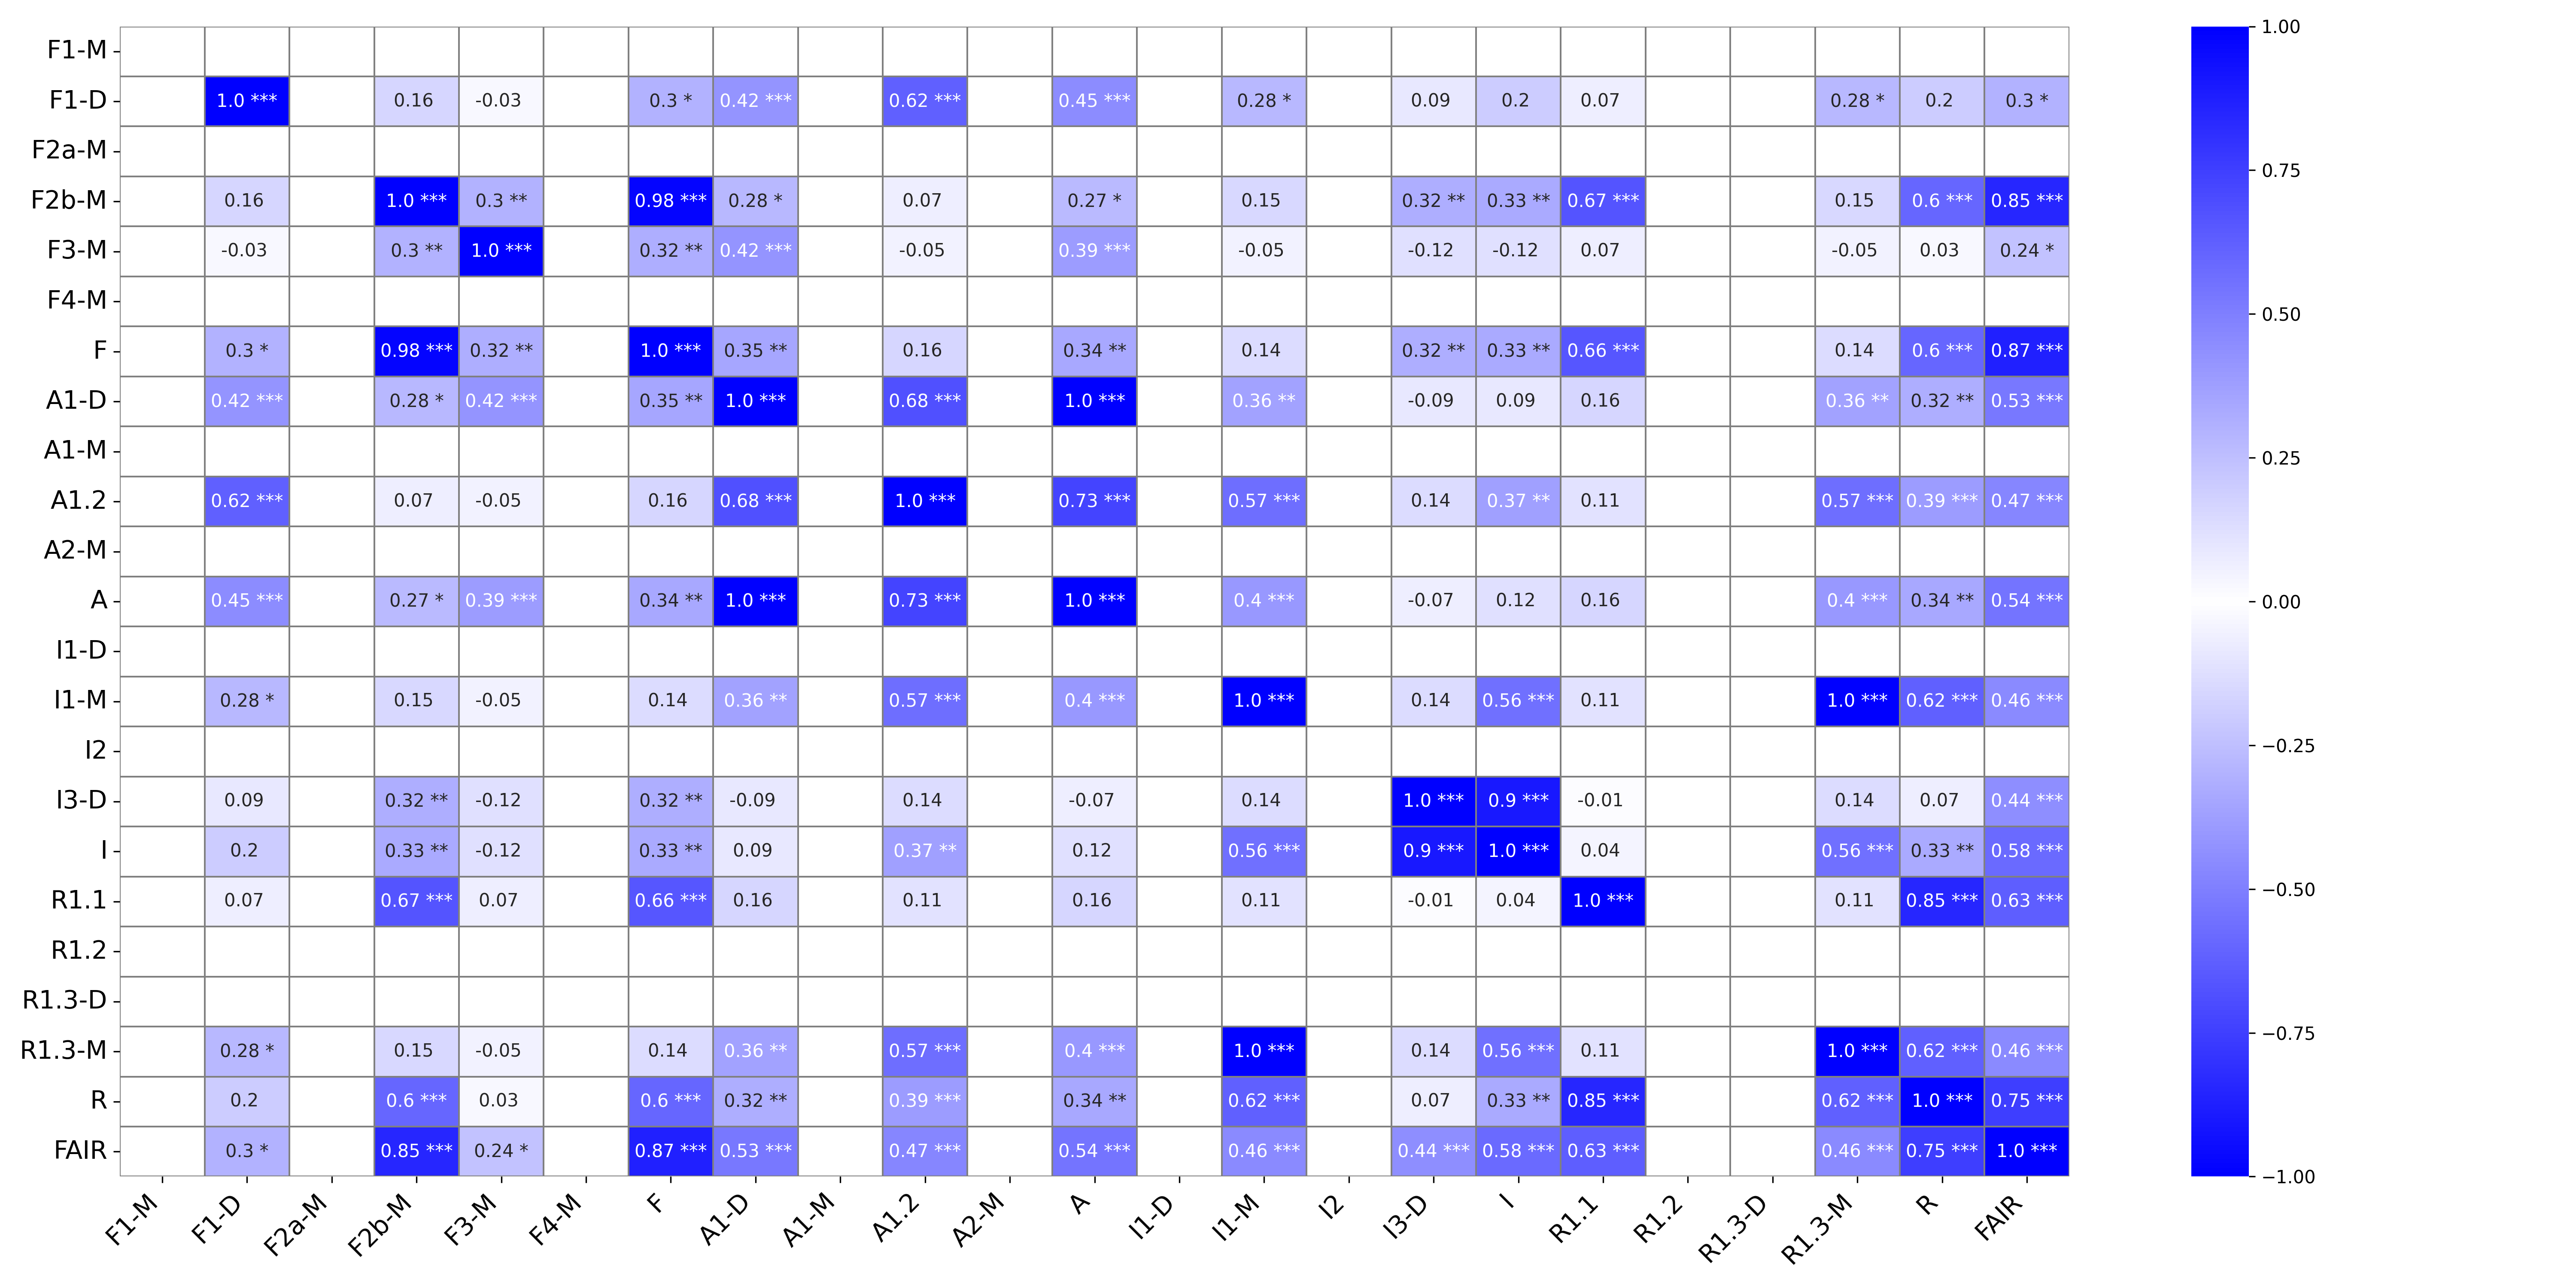 F1-M
F1-D 1.0 *** 0.16 -0.03 0.3 * 0.42 *** 0.62 *** 0.45 *** 0.28 * 0.09 0.2 0.07 0.28 * 0.2 0.3 *
F2a-M
F2b-M 0.16 1.0 *** 0.3 ** 0.98 *** 0.28 * 0.07 0.27 * 0.15 0.32 ** 0.33 ** 0.67 *** 0.15 0.6 *** 0.85 ***
F3-M -0.03 0.3 ** 1.0 *** 0.32 ** 0.42 *** -0.05 0.39 *** -0.05 -0.12 -0.12 0.07 -0.05 0.03 0.24 *
F4-M
F 0.3 * 0.98 *** 0.32 ** 1.0 *** 0.35 ** 0.16 0.34 ** 0.14 0.32 ** 0.33 ** 0.66 *** 0.14 0.6 *** 0.87 ***
A1-D 0.42 *** 0.28 * 0.42 *** 0.35 ** 1.0 *** 0.68 *** 1.0 *** 0.36 ** -0.09 0.09 0.16 0.36 ** 0.32 ** 0.53 ***
A1-M
A1.2 0.62 *** 0.07 -0.05 0.16 0.68 *** 1.0 *** 0.73 *** 0.57 *** 0.14 0.37 ** 0.11 0.57 *** 0.39 *** 0.47 ***
A2-M
A 0.45 *** 0.27 * 0.39 *** 0.34 ** 1.0 *** 0.73 *** 1.0 *** 0.4 *** -0.07 0.12 0.16 0.4 *** 0.34 ** 0.54 ***
I1-D
I1-M 0.28 * 0.15 -0.05 0.14 0.36 ** 0.57 *** 0.4 *** 1.0 *** 0.14 0.56 *** 0.11 1.0 *** 0.62 *** 0.46 ***
I2
I3-D 0.09 0.32 ** -0.12 0.32 ** -0.09 0.14 -0.07 0.14 1.0 *** 0.9 *** -0.01 0.14 0.07 0.44 ***
I 0.2 0.33 ** -0.12 0.33 ** 0.09 0.37 ** 0.12 0.56 *** 0.9 *** 1.0 *** 0.04 0.56 *** 0.33 ** 0.58 ***
R1.1 0.07 0.67 *** 0.07 0.66 *** 0.16 0.11 0.16 0.11 -0.01 0.04 1.0 *** 0.11 0.85 *** 0.63 ***
R1.2
R1.3-D
R1.3-M 0.28 * 0.15 -0.05 0.14 0.36 ** 0.57 *** 0.4 *** 1.0 *** 0.14 0.56 *** 0.11 1.0 *** 0.62 *** 0.46 ***
R 0.2 0.6 *** 0.03 0.6 *** 0.32 ** 0.39 *** 0.34 ** 0.62 *** 0.07 0.33 ** 0.85 *** 0.62 *** 1.0 *** 0.75 ***
FAIR 0.3 * 0.85 *** 0.24 * 0.87 *** 0.53 *** 0.47 *** 0.54 *** 0.46 *** 0.44 *** 0.58 *** 0.63 *** 0.46 *** 0.75 *** 1.0 ***
F1-M F1-D F2a-M F2b-M F3-M F4-M F A1-D A1-M A1.2 A2-M A I1-D I1-M I2 I3-D I R1.1 R1.2 R1.3-D R1.3-M R FAIR
1.00
0.75
0.50
0.25
0.00
−0.25
−0.50
−0.75
−1.00